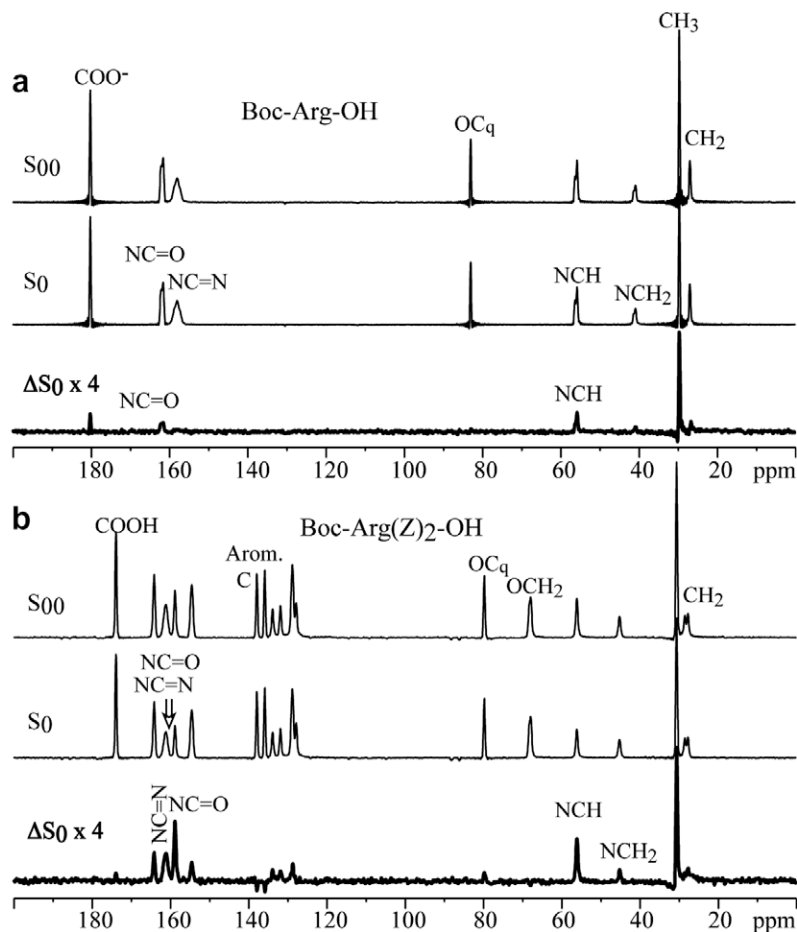 CH3
a
COO-
Boc-Arg-OH
OCq
CH2
S00
NC=O
NC=N
S0
NCH
NCH2
ΔS0 x 4
NC=O
NCH
180 160 140 120 100 80 60 40 20 ppm
b
COOH
Boc-Arg(Z)2-OH
Arom.
C
OCq
OCH2
CH2
S00
NC=O
NC=N
S0
NC=N
NC=O
NCH
NCH2
ΔS0 x 4
180 160 140 120 100 80 60 40 20 ppm